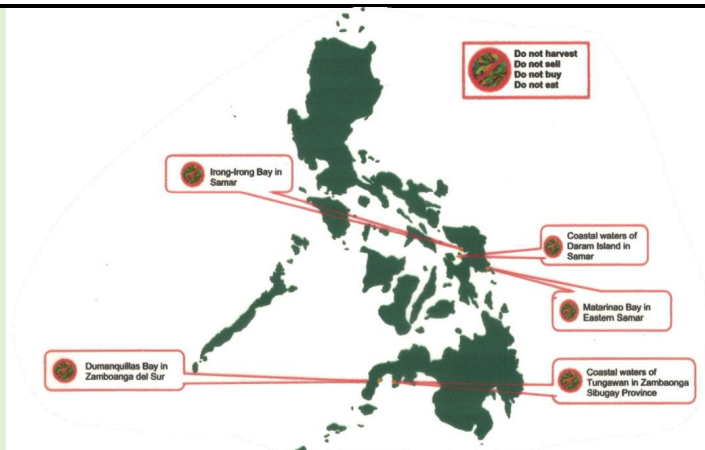 Do not harvest
Do not sell
Do not buy
Do not eat
Irong-Irong Bay in
Samar
Coastal waters of
Daram Island in
Samar
Matarinao Bay in
Eastern Samar
Dumanquillas Bay in
Zamboanga del Sur
Coastal waters of
Tungawan in Zambaonga
Sibugay Province